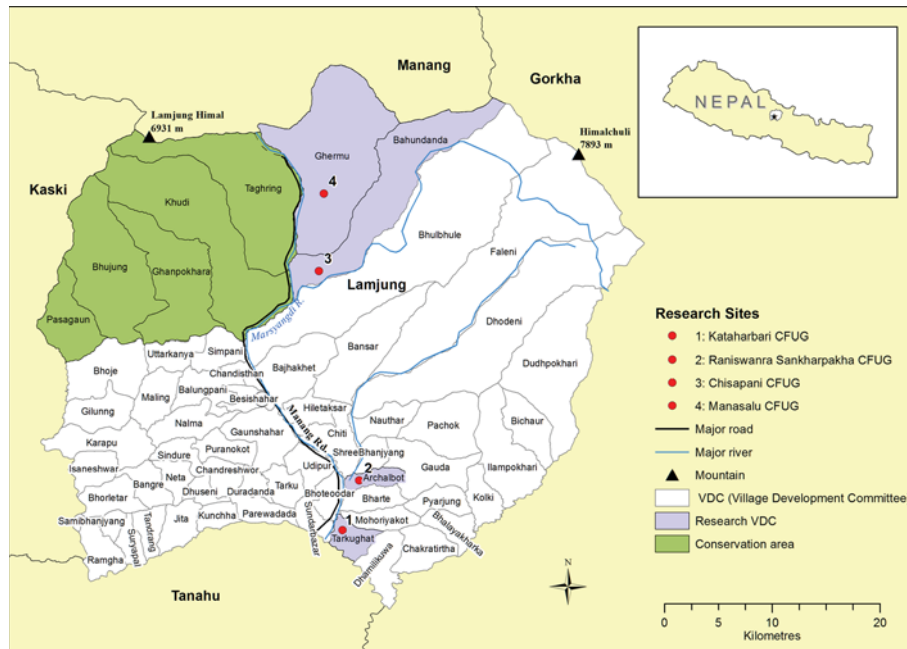 Manang
Gorkha
NEPAL
Lamjung Himal
6931 m
Himalchuli
7893 m
Bahundanda
Ghermu
4
Kaski
Taghring
Khudi
Bhulbhule
Faleni
3
Bhujung
Ghanpokhara
Lamjung
Pasagaun
Marsyangdi R.
Dhodeni
Research Sites
1: Kataharbari CFUG
2: Raniswanra Sankharpakha CFUG
3: Chisapani CFUG
4: Manasalu CFUG
Major road
Major river
Mountain
VDC (Village Development Committee
Research VDC
Conservation area
Uttarkanya
Simpani
Bansar
Dudhpokhari
Bhoje
Chandisthan
Bajhakhet
Maling
Balungpani
Besishahar
Gilunng
Manang Rd.
Hiletaksar
Nauthar
Bichaur
Nalma
Pachok
Karapu
Gaunshahar
Chiti
Puranokot
ShreeBhanjyang
Sindure
Isaneswar
Neta
Chandreshwor
Udipur
2
Archalbot
Gauda
Ilampokhari
Bangre
Dhuseni
Duradanda
Tarku
Bhorletar
Bhoteodar
Bharte
Pyarjung
Kolki
Samibhanjyang
Tandrang
Suryapal
Jita
Kunchha
Parewadada
Sundarbazar
1
Mohoriyakot
Bhalayakharka
Tarkughat
Ramgha
Dhamilikuwa
Chakratirtha
Tanahu
N
0 5 10 20
Kilometres